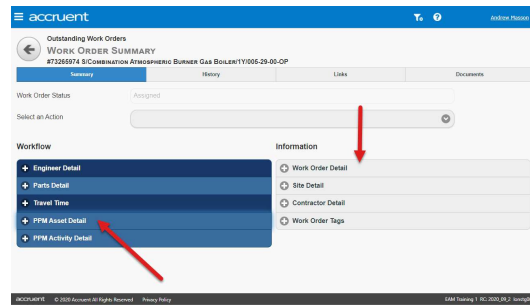 accruent
Andrew Masson
Outstanding Work Orders
WORK ORDER SUMMARY
#73265974 S/COMBINATION ATMOSPHERIC BURNER GAS BOILER/1Y/005-29-00-OP
Summary History Links Documents
Work Order Status Assigned
Select an Action
Workflow Information
Engineer Detail Work Order Detail
Parts Detail Site Detail
Travel Time Contractor Detail
PPM Asset Detail Work Order Tags
PPM Activity Detail
accruent © 2020 Accruent All Rights Reserved Privacy Policy EAM Training 1 RC: 2020_09_2